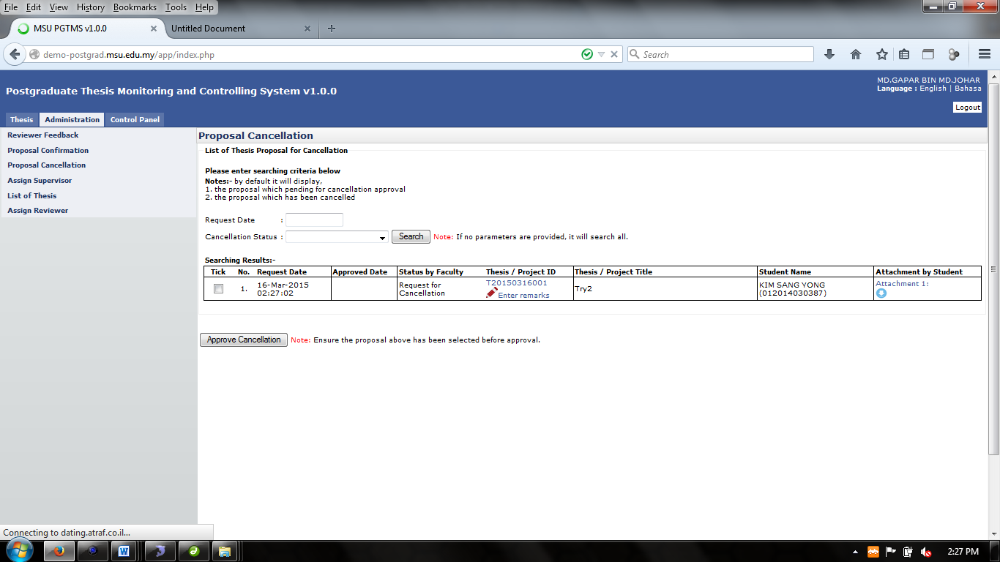 File Edit View History Bookmarks Tools Help
MSU PGTMS v1.0.0 × Untitled Document × +
demo-postgrad.msu.edu.my/app/index.php Search
MD.GAPAR BIN MD.JOHAR
Postgraduate Thesis Monitoring and Controlling System v1.0.0 Language : English | Bahasa
Logout
Thesis Administration Control Panel
Reviewer Feedback
Proposal Confirmation
Proposal Cancellation
Assign Supervisor
List of Thesis
Assign Reviewer
Proposal Cancellation
List of Thesis Proposal for Cancellation
Please enter searching criteria below
Notes:- by default it will display,
1. the proposal which pending for cancellation approval
2. the proposal which has been cancelled
Request Date :
Cancellation Status : Search Note: If no parameters are provided, it will search all.
Searching Results:-
Tick No. Request Date Approved Date Status by Faculty Thesis / Project ID Thesis / Project Title Student Name Attachment by Student
1. 16-Mar-2015 02:27:02 Request for Cancellation T20150316001 Enter remarks Try2 KIM SANG YONG (012014030387) Attachment 1:
Approve Cancellation Note: Ensure the proposal above has been selected before approval.
Connecting to dating.atraf.co.il...
2:27 PM